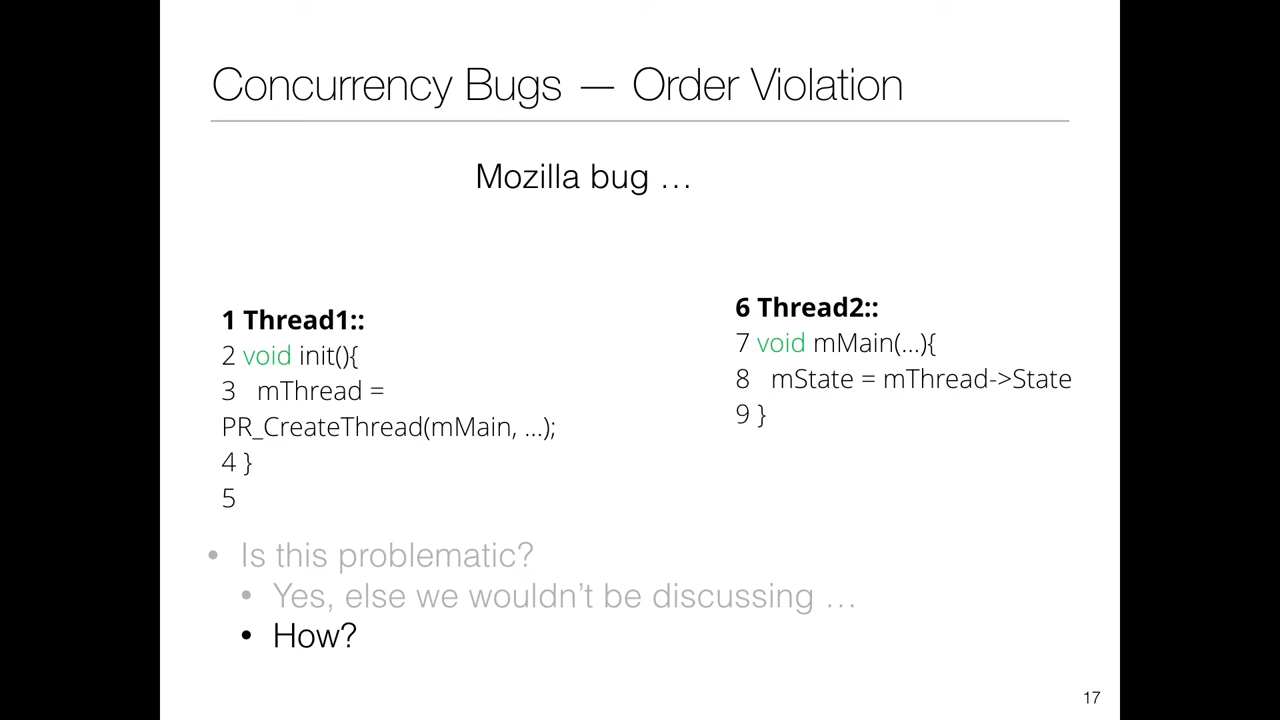 Concurrency Bugs — Order Violation
Mozilla bug …
1 Thread1::
2 void init(){
3   mThread =
PR_CreateThread(mMain, …);
4 }
5
6 Thread2::
7 void mMain(…){
8   mState = mThread->State
9 }
• Is this problematic?
• Yes, else we wouldn’t be discussing …
• How?
17